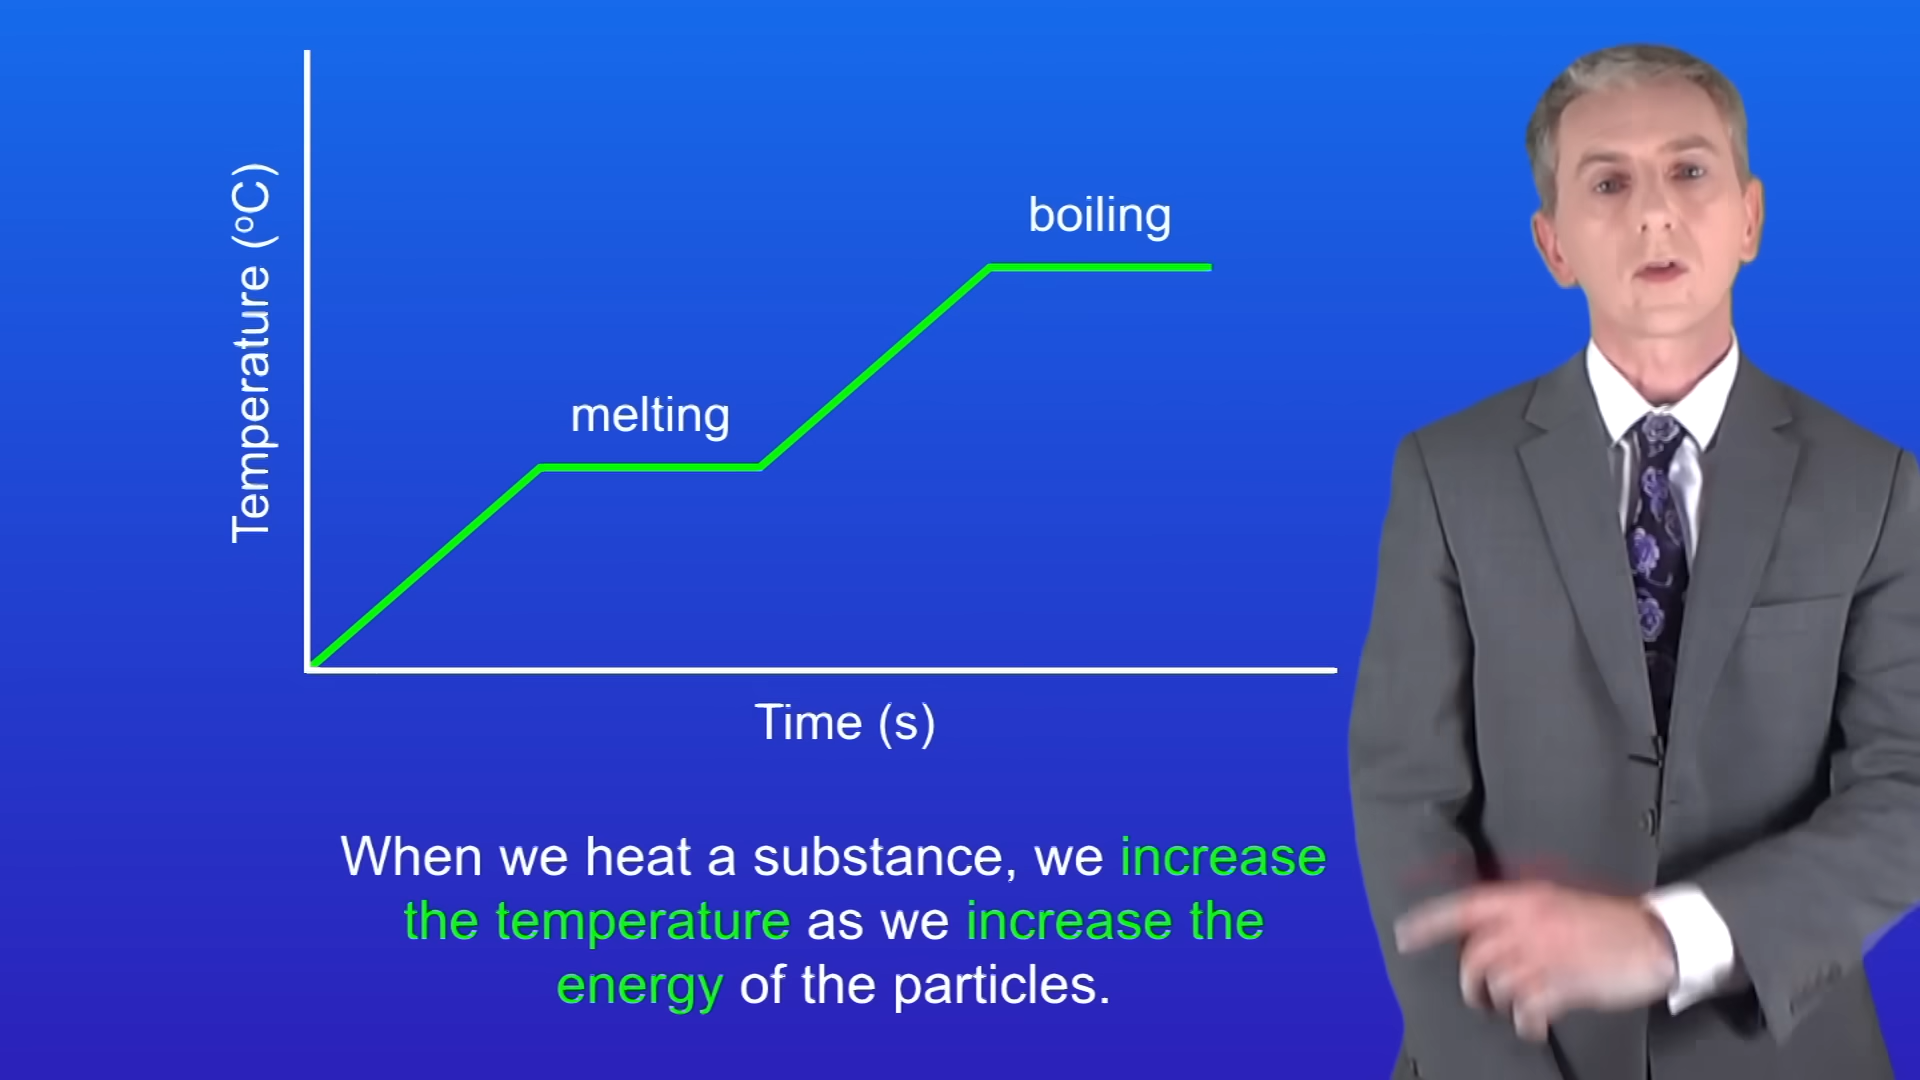 Temperature (ºC)
boiling
melting
Time (s)
When we heat a substance, we increase
the temperature as we increase the
energy of the particles.